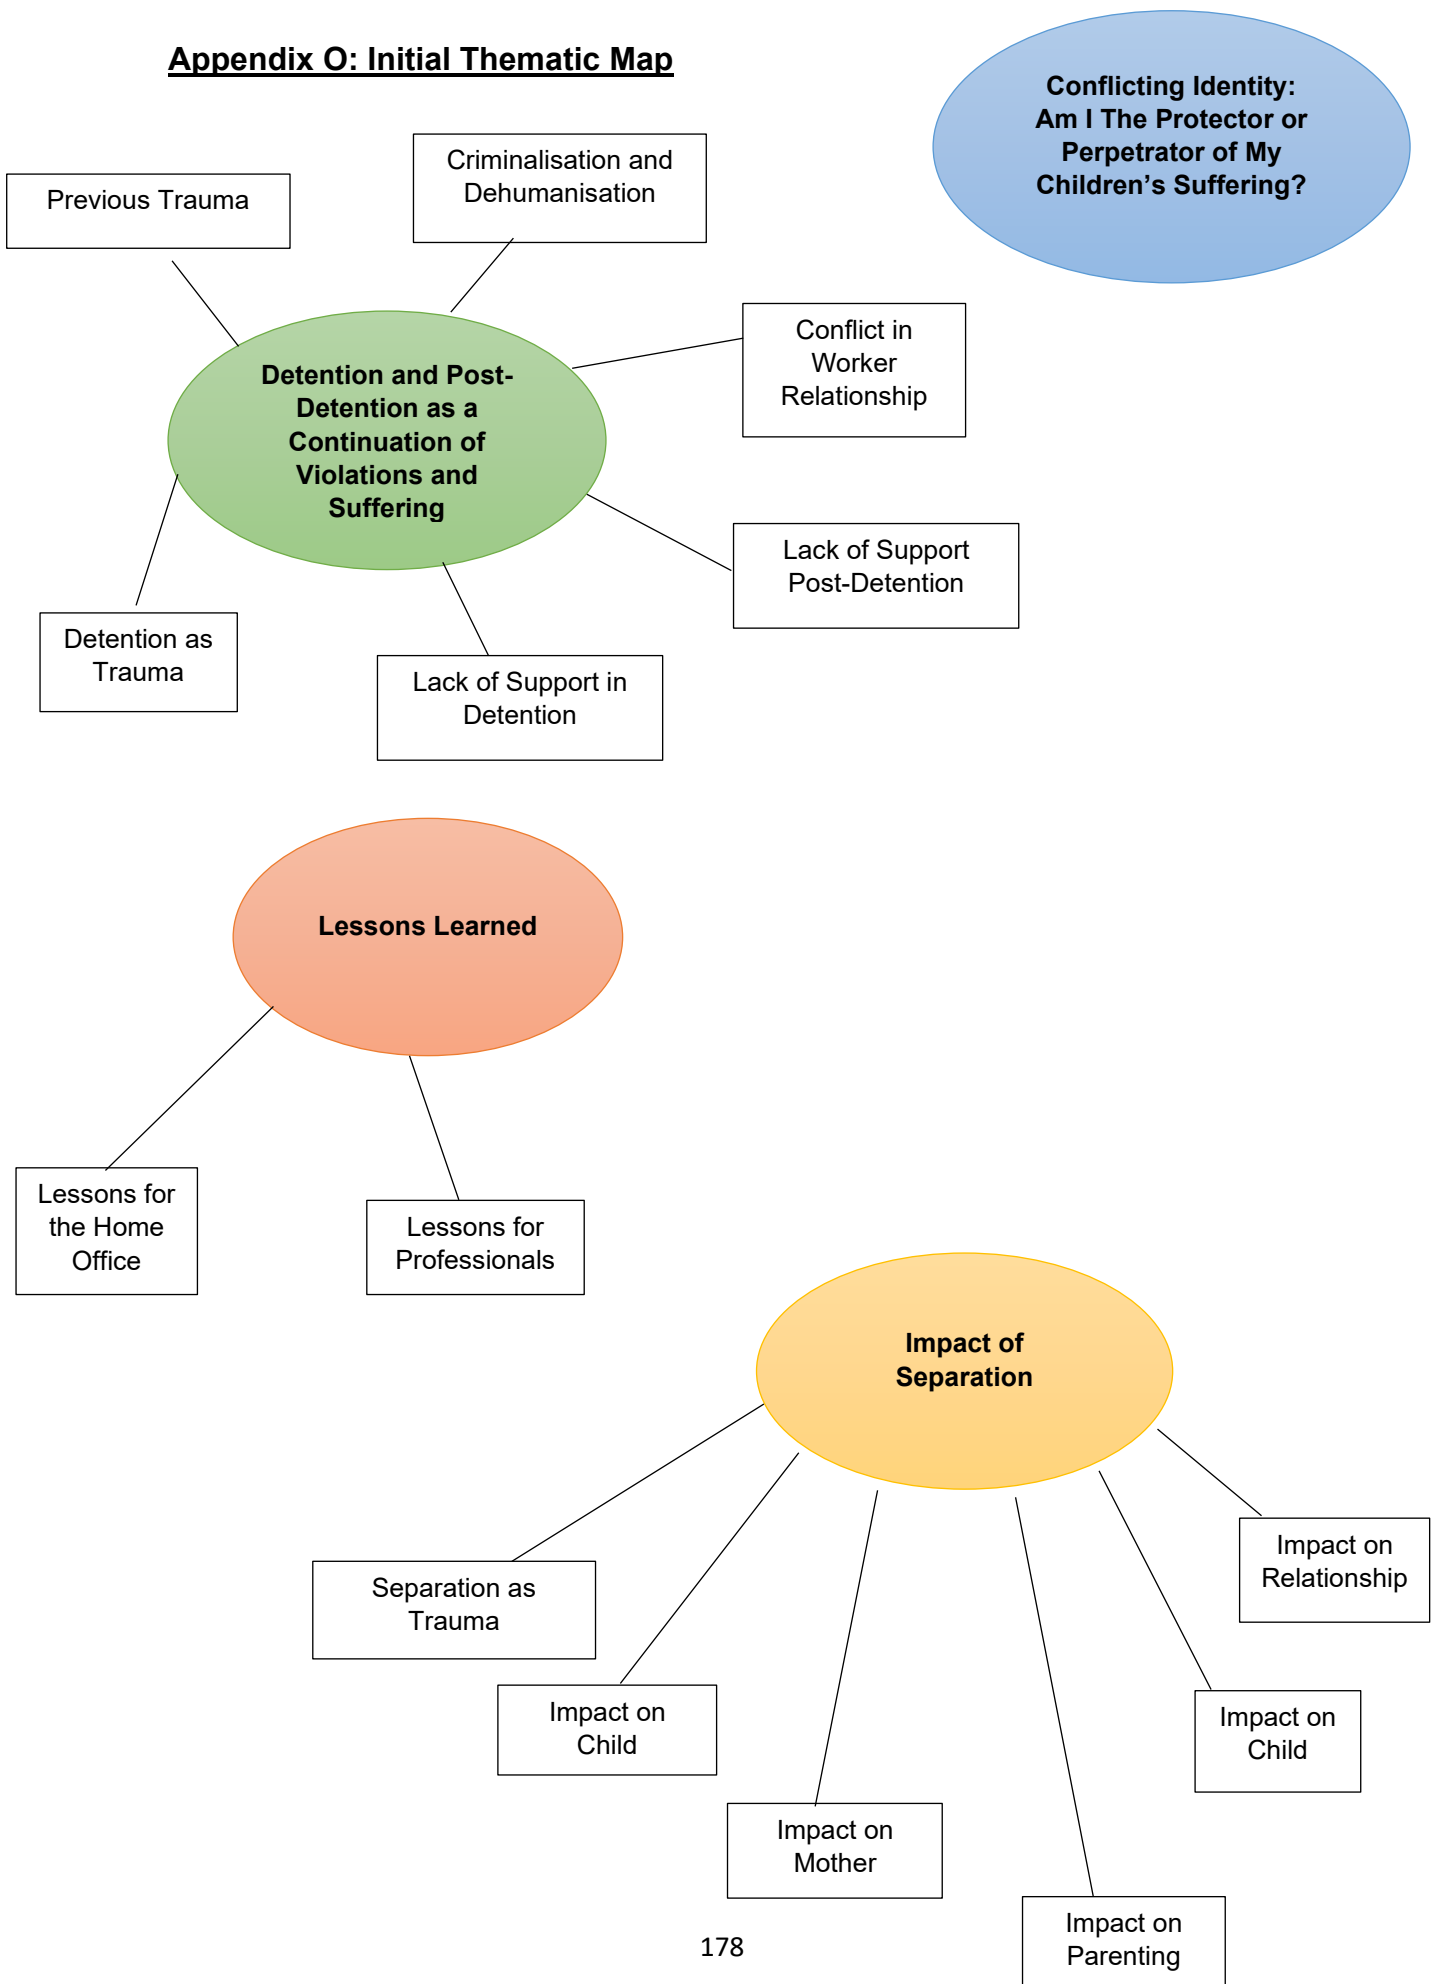 Appendix O: Initial Thematic Map
Conflicting Identity:
Am I The Protector or
Perpetrator of My
Children’s Suffering?
Criminalisation and
Dehumanisation
Previous Trauma
Conflict in
Worker
Relationship
Detention and Post-
Detention as a
Continuation of
Violations and
Suffering
Lack of Support
Post-Detention
Detention as
Trauma
Lack of Support in
Detention
Lessons Learned
Lessons for
the Home
Office
Lessons for
Professionals
Impact of
Separation
Impact on
Relationship
Separation as
Trauma
Impact on
Child
Impact on
Child
Impact on
Mother
Impact on
Parenting
178